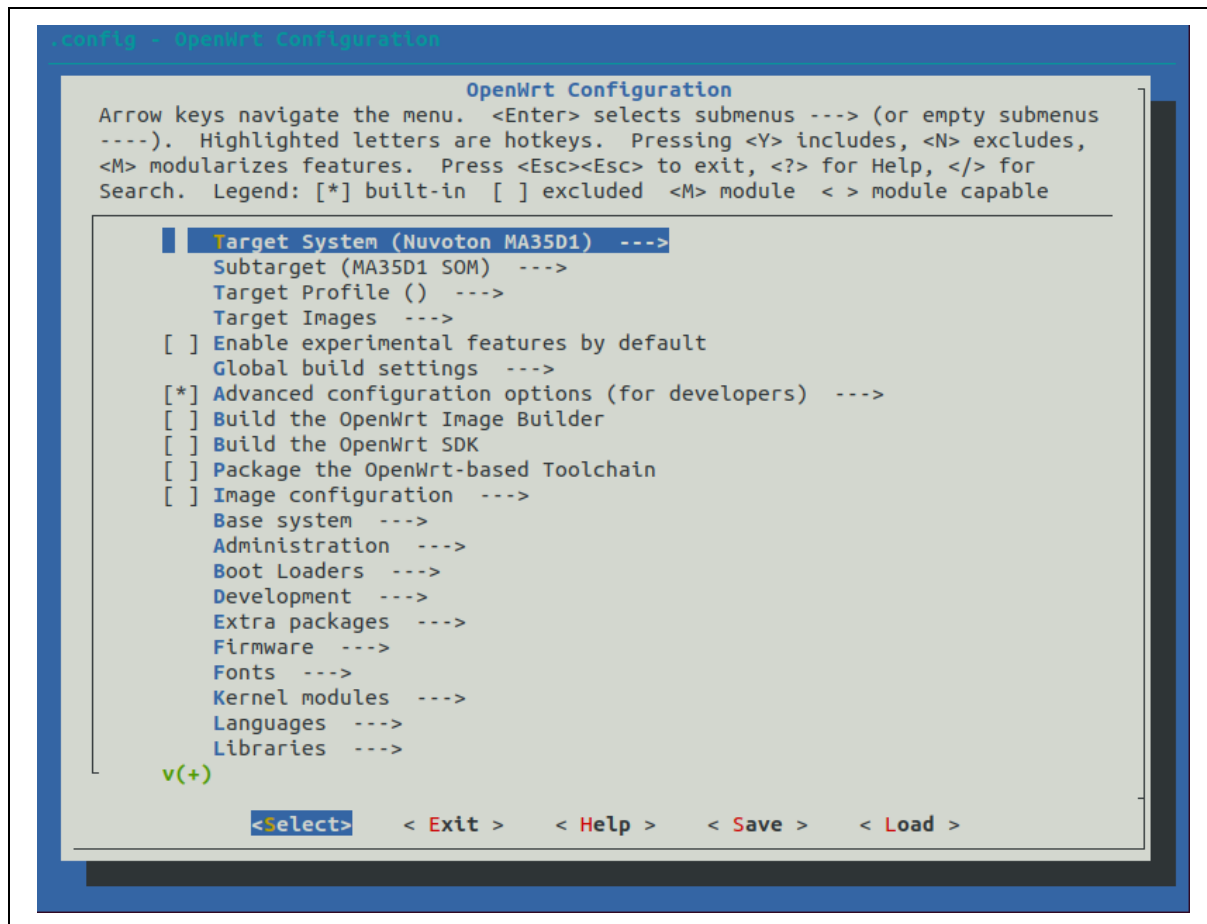 .config - OpenWrt Configuration
OpenWrt Configuration
Arrow keys navigate the menu.  <Enter> selects submenus ---> (or empty submenus
----).  Highlighted letters are hotkeys.  Pressing <Y> includes, <N> excludes,
<M> modularizes features.  Press <Esc><Esc> to exit, <?> for Help, </> for
Search.  Legend: [*] built-in  [ ] excluded  <M> module  < > module capable
Target System (Nuvoton MA35D1)  --->
Subtarget (MA35D1 SOM)  --->
Target Profile ()  --->
Target Images  --->
[ ] Enable experimental features by default
Global build settings  --->
[*] Advanced configuration options (for developers)  --->
[ ] Build the OpenWrt Image Builder
[ ] Build the OpenWrt SDK
[ ] Package the OpenWrt-based Toolchain
[ ] Image configuration  --->
Base system  --->
Administration  --->
Boot Loaders  --->
Development  --->
Extra packages  --->
Firmware  --->
Fonts  --->
Kernel modules  --->
Languages  --->
Libraries  --->
v(+)
<Select>    < Exit >    < Help >    < Save >    < Load >